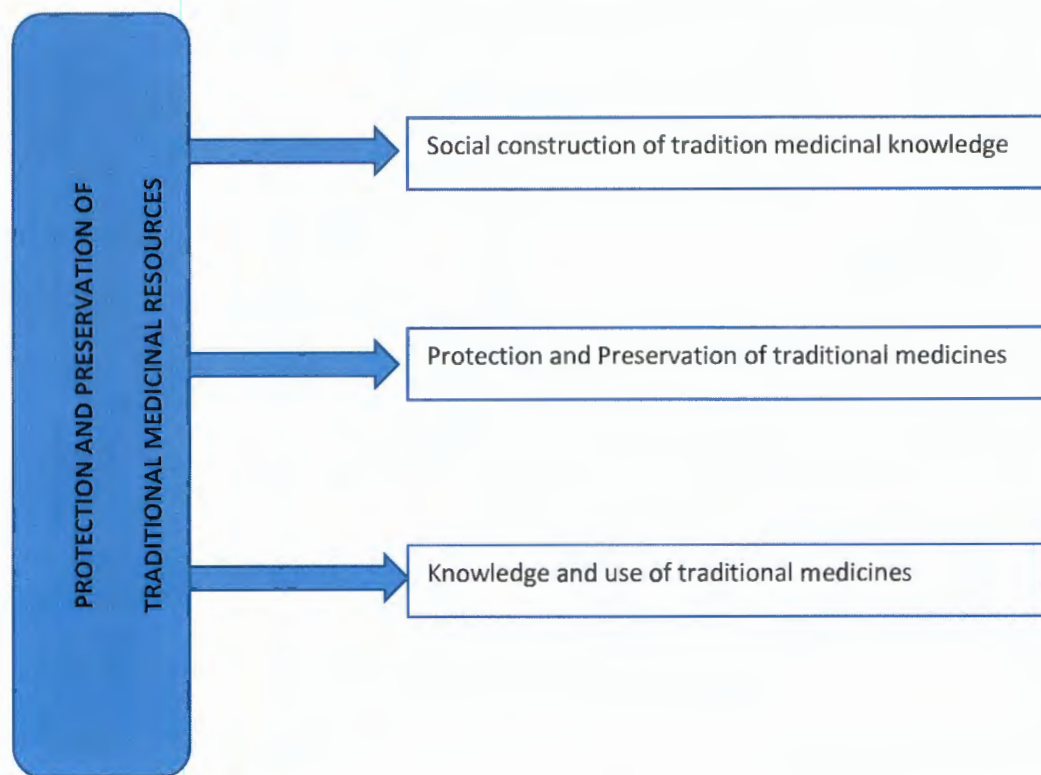 PROTECTION AND PRESERVATION OF
TRADITIONAL MEDICINAL RESOURCES
Social construction of tradition medicinal knowledge
Protection and Preservation of traditional medicines
Knowledge and use of traditional medicines